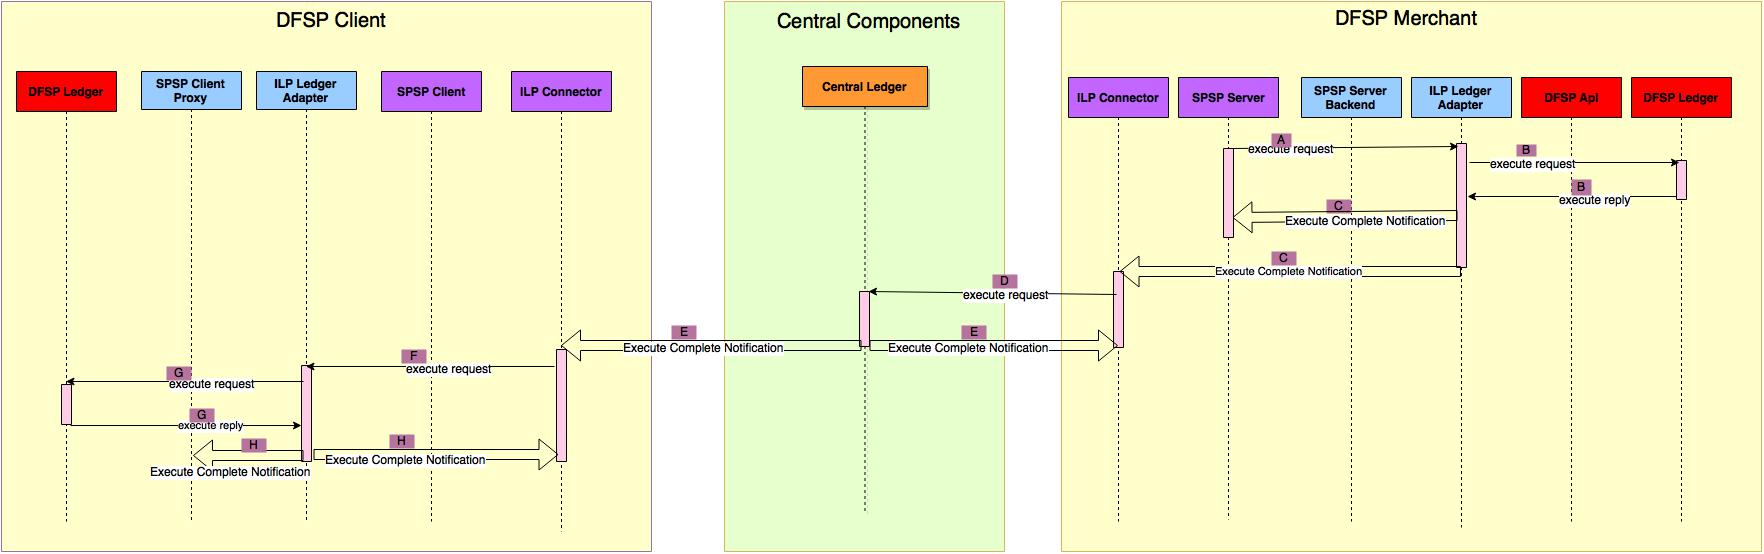 DFSP Client
Central Components
DFSP Merchant
DFSP Ledger
SPSP Client
Proxy
ILP Ledger
Adapter
SPSP Client
ILP Connector
Central Ledger
ILP Connector
SPSP Server
SPSP Server
Backend
ILP Ledger
Adapter
DFSP ApI
DFSP Ledger
A
execute request
B
execute request
B
execute reply
C
Execute Complete Notification
C
Execute Complete Notification
D
execute request
E
Execute Complete Notification
E
Execute Complete Notification
F
execute request
G
execute request
G
execute reply
H
Execute Complete Notification
H
Execute Complete Notification